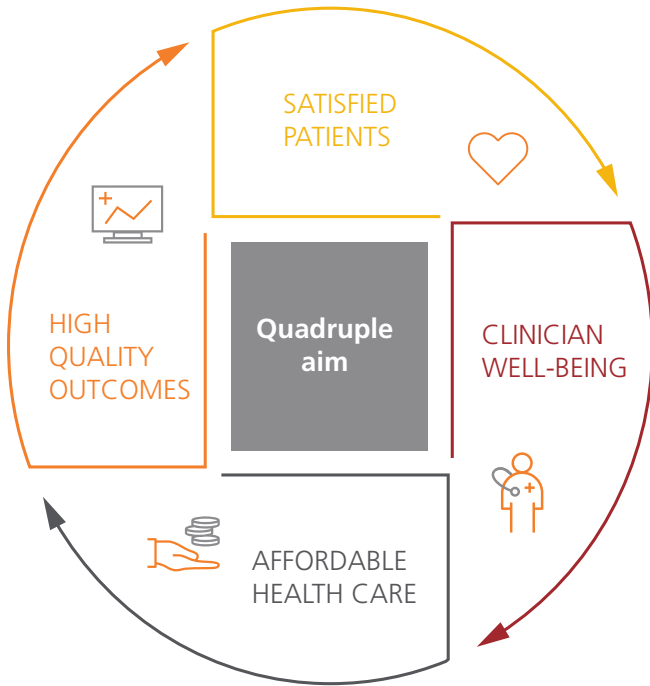 SATISFIED
PATIENTS
HIGH
QUALITY
OUTCOMES
Quadruple
aim
CLINICIAN
WELL-BEING
AFFORDABLE
HEALTH CARE